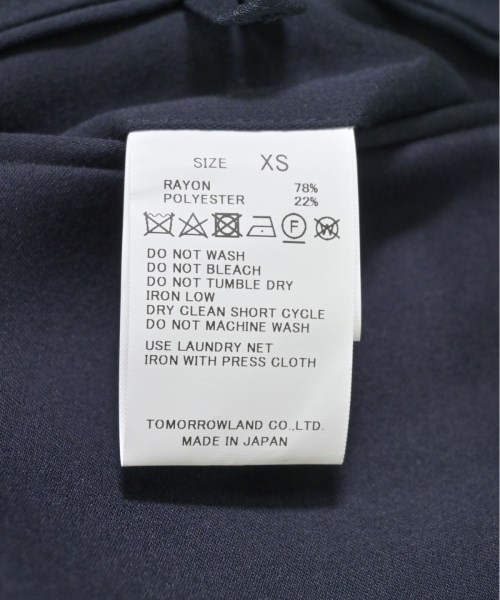 SIZE XS
RAYON 78%
POLYESTER 22%
F W
DO NOT WASH
DO NOT BLEACH
DO NOT TUMBLE DRY
IRON LOW
DRY CLEAN SHORT CYCLE
DO NOT MACHINE WASH
USE LAUNDRY NET
IRON WITH PRESS CLOTH
TOMORROWLAND CO.,LTD.
MADE IN JAPAN